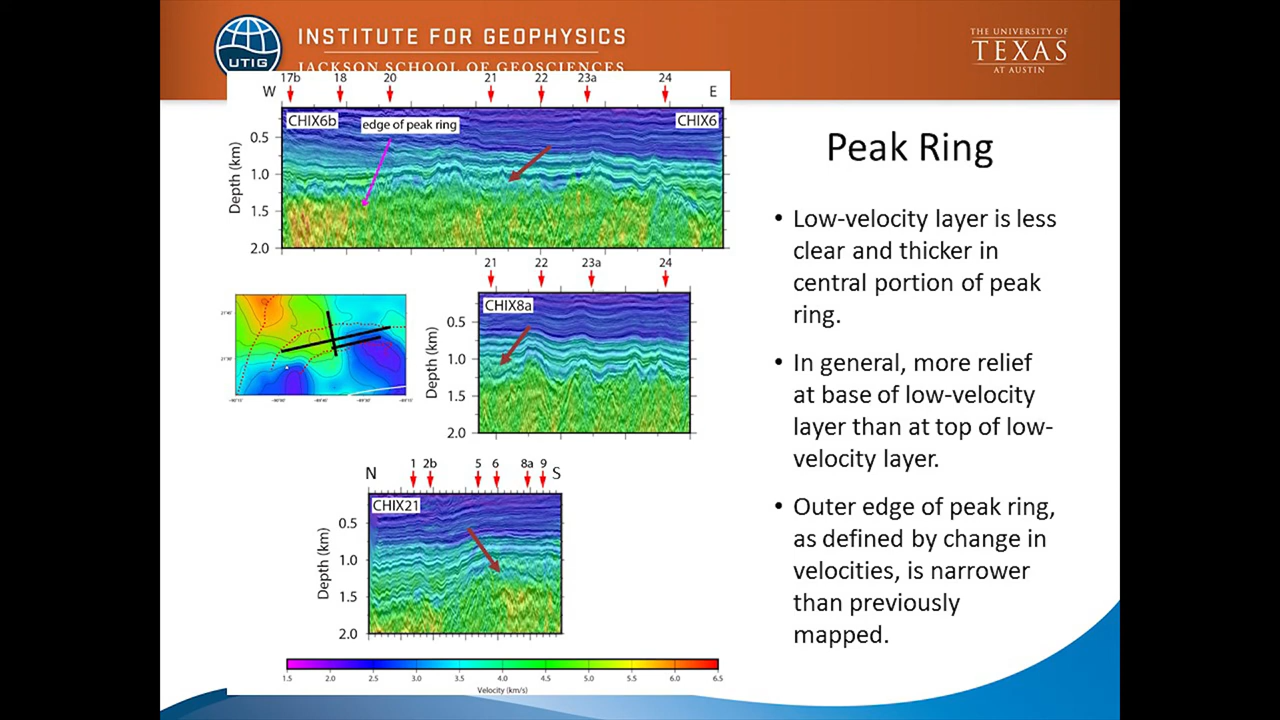 INSTITUTE FOR GEOPHYSICS
JACKSON SCHOOL OF GEOSCIENCES
UTIG
THE UNIVERSITY OF
TEXAS
AT AUSTIN
17b 18 20 21 22 23a 24
W E
CHIX6b edge of peak ring CHIX6
Depth (km)
0.5
1.0
1.5
2.0
21 22 23a 24
CHIX8a
Depth (km)
0.5
1.0
1.5
2.0
N 1 2b 5 6 8a 9 S
CHIX21
Depth (km)
0.5
1.0
1.5
2.0
1.5 2.0 2.5 3.0 3.5 4.0 4.5 5.0 5.5 6.0 6.5
Velocity (km/s)
Peak Ring
• Low-velocity layer is less
clear and thicker in
central portion of peak
ring.
• In general, more relief
at base of low-velocity
layer than at top of low-
velocity layer.
• Outer edge of peak ring,
as defined by change in
velocities, is narrower
than previously
mapped.